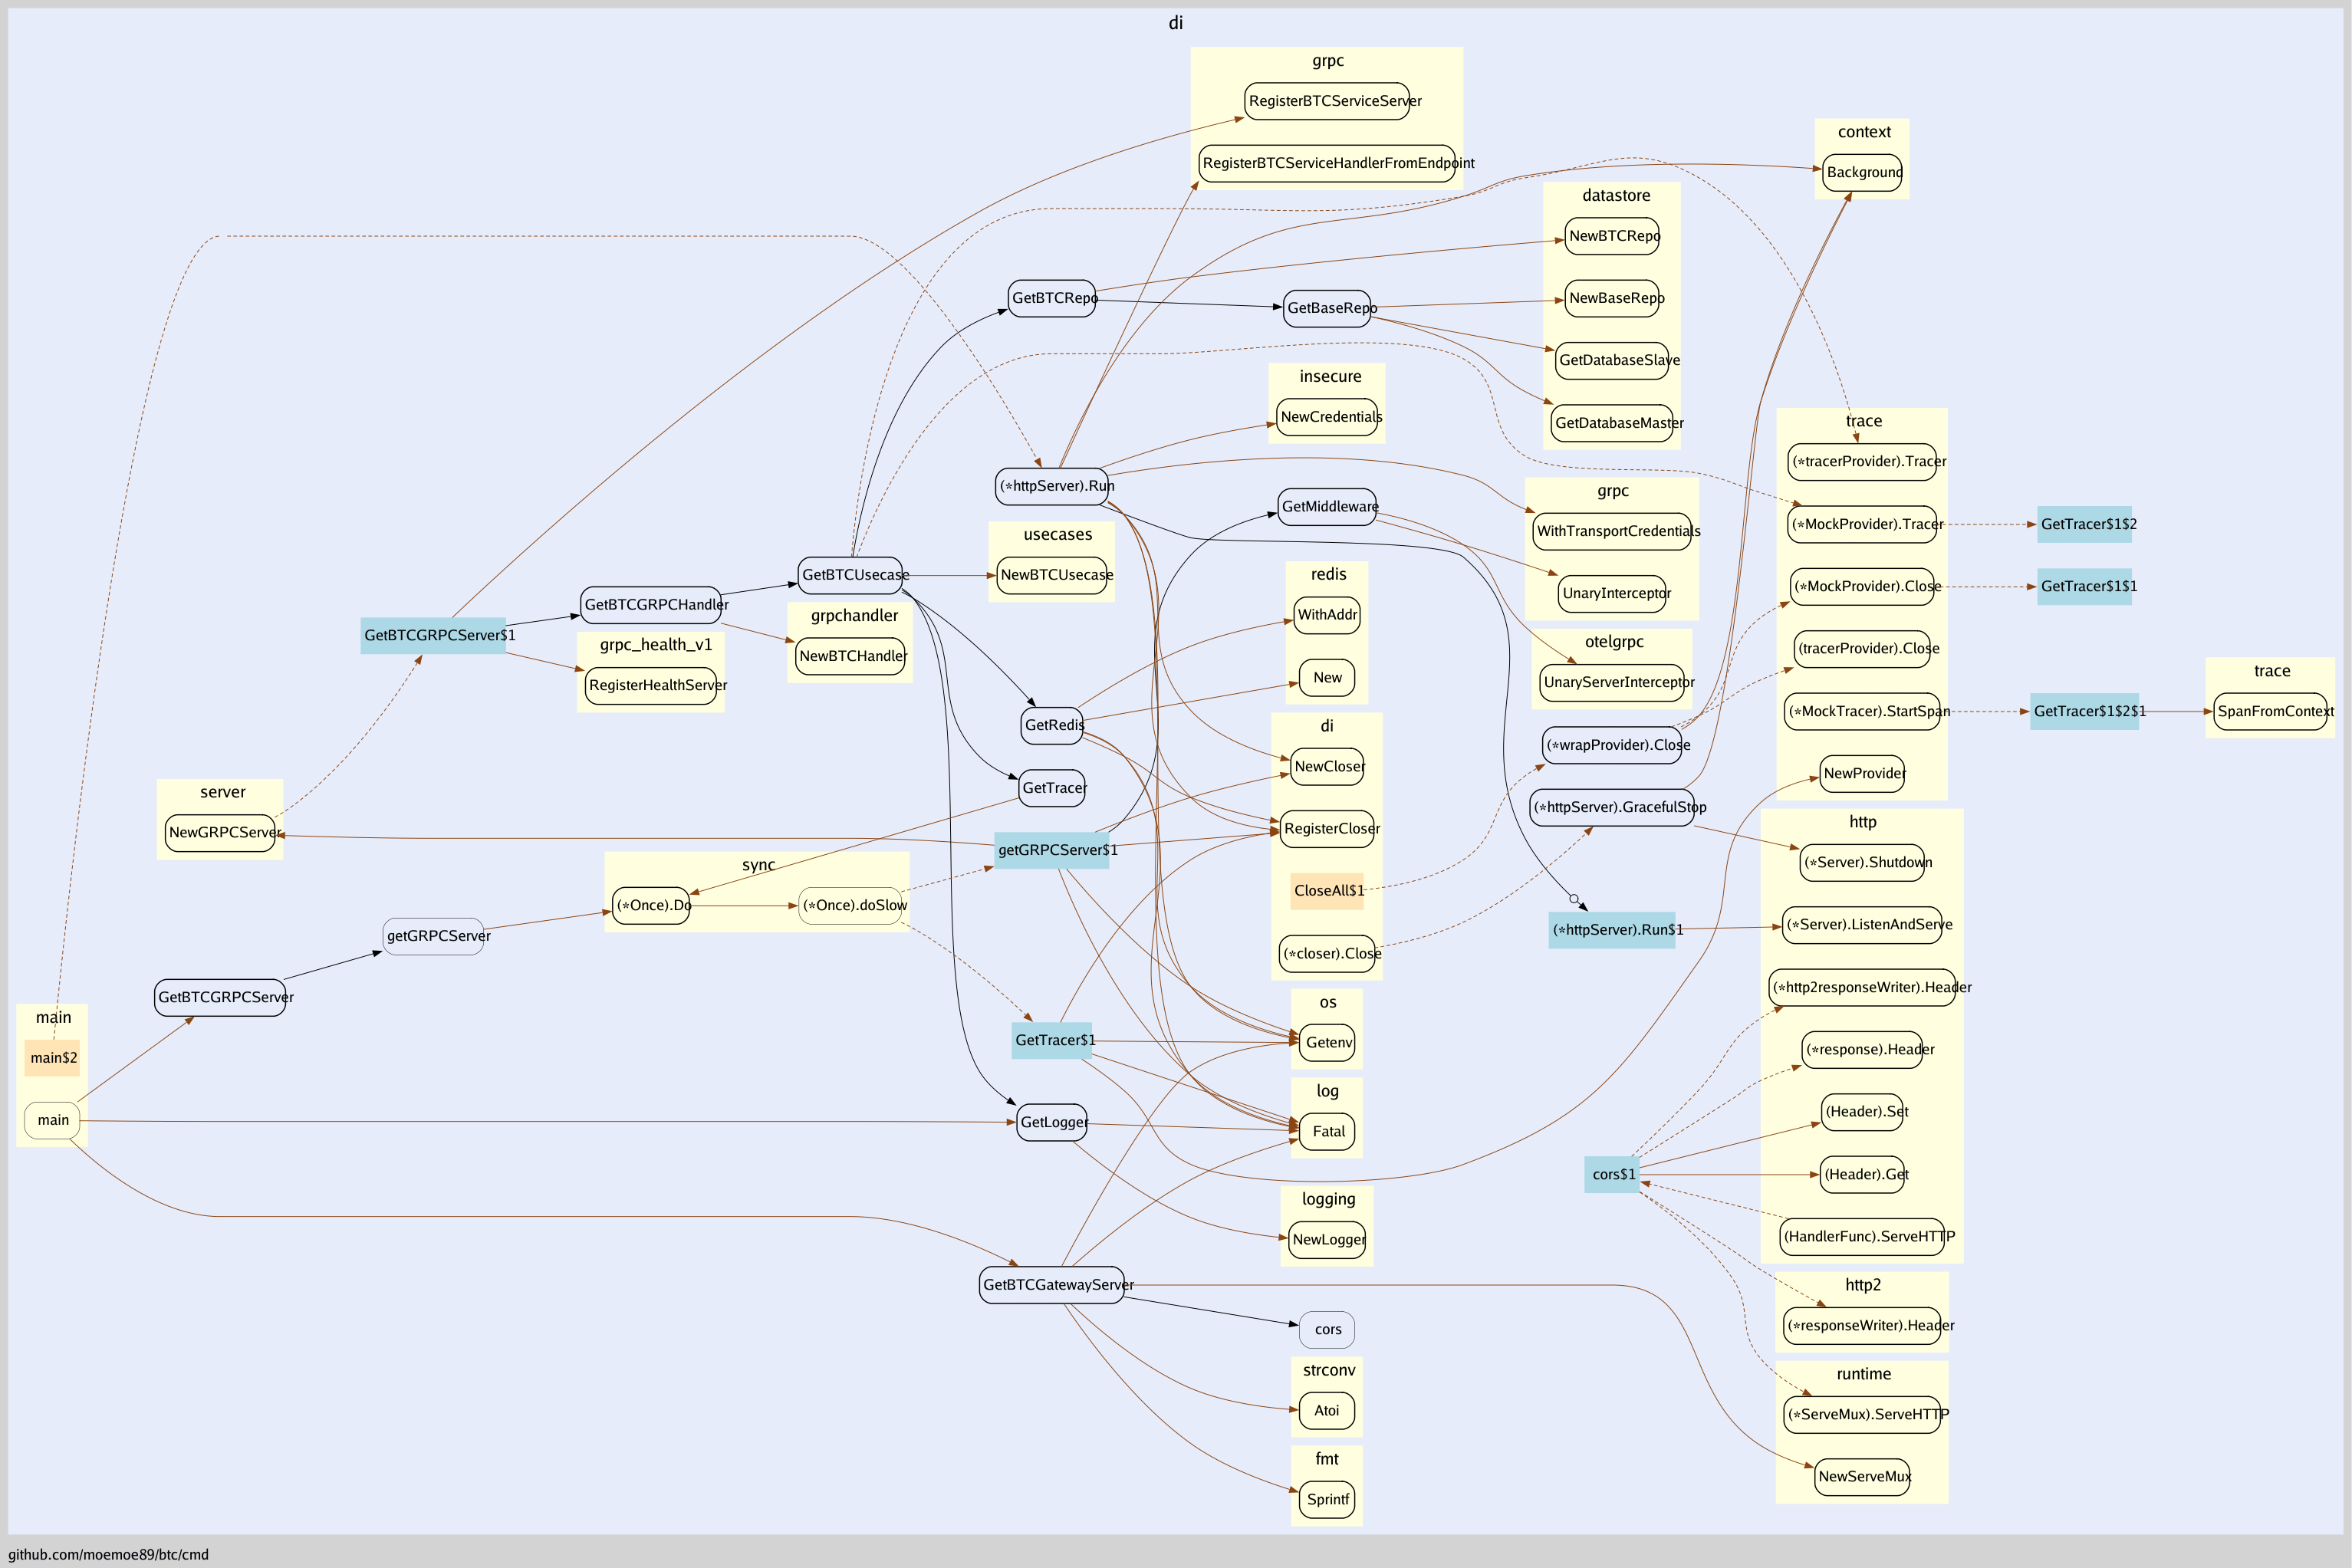 di
grpc
RegisterBTCServiceServer
RegisterBTCServiceHandlerFromEndpoint
context
Background
datastore
NewBTCRepo
NewBaseRepo
GetDatabaseSlave
GetDatabaseMaster
GetBTCRepo
GetBaseRepo
insecure
NewCredentials
trace
(*tracerProvider).Tracer
(*MockProvider).Tracer
(*MockProvider).Close
(tracerProvider).Close
(*MockTracer).StartSpan
NewProvider
GetTracer$1$2
GetTracer$1$1
GetTracer$1$2$1
trace
SpanFromContext
(*httpServer).Run
GetMiddleware
grpc
WithTransportCredentials
UnaryInterceptor
usecases
NewBTCUsecase
GetBTCUsecase
GetBTCGRPCHandler
GetBTCGRPCServer$1
grpchandler
NewBTCHandler
grpc_health_v1
RegisterHealthServer
redis
WithAddr
New
otelgrpc
UnaryServerInterceptor
GetRedis
di
NewCloser
RegisterCloser
CloseAll$1
(*closer).Close
(*wrapProvider).Close
(*httpServer).GracefulStop
GetTracer
server
NewGRPCServer
getGRPCServer$1
sync
(*Once).Do
(*Once).doSlow
getGRPCServer
GetBTCGRPCServer
(*httpServer).Run$1
http
(*Server).Shutdown
(*Server).ListenAndServe
(*http2responseWriter).Header
(*response).Header
(Header).Set
(Header).Get
(HandlerFunc).ServeHTTP
main
main$2
main
GetTracer$1
os
Getenv
log
Fatal
GetLogger
cors$1
logging
NewLogger
GetBTCGatewayServer
cors
http2
(*responseWriter).Header
strconv
Atoi
runtime
(*ServeMux).ServeHTTP
NewServeMux
fmt
Sprintf
github.com/moemoe89/btc/cmd